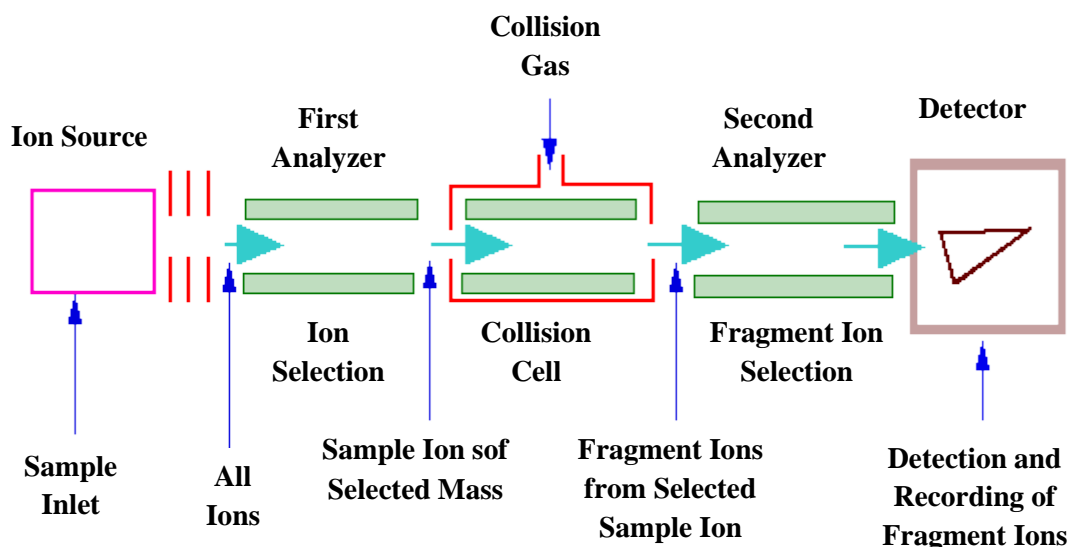 Collision
Gas
Ion Source
First
Analyzer
Second
Analyzer
Detector
Ion
Selection
Collision
Cell
Fragment Ion
Selection
Sample
Inlet
All
Ions
Sample Ion sof
Selected Mass
Fragment Ions
from Selected
Sample Ion
Detection and
Recording of
Fragment Ions